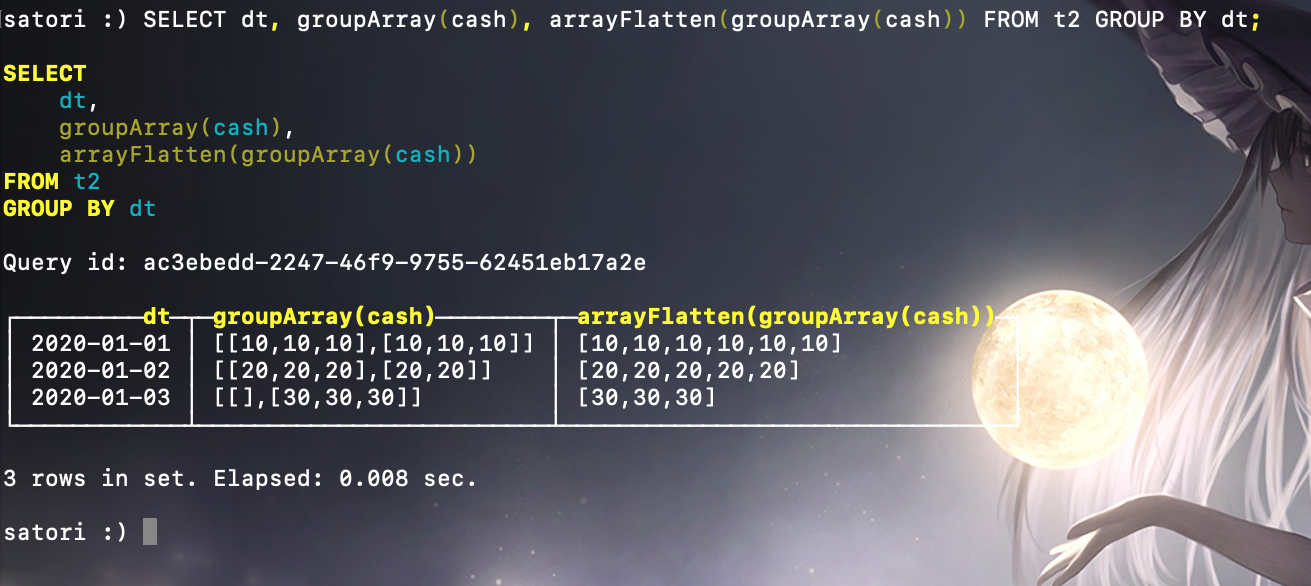 satori :) SELECT dt, groupArray(cash), arrayFlatten(groupArray(cash)) FROM t2 GROUP BY dt;
SELECT
dt,
groupArray(cash),
arrayFlatten(groupArray(cash))
FROM t2
GROUP BY dt
Query id: ac3ebedd-2247-46f9-9755-62451eb17a2e
dt groupArray(cash) arrayFlatten(groupArray(cash))
2020-01-01 [[10,10,10],[10,10,10]] [10,10,10,10,10,10]
2020-01-02 [[20,20,20],[20,20]] [20,20,20,20,20]
2020-01-03 [[],[30,30,30]] [30,30,30]
3 rows in set. Elapsed: 0.008 sec.
satori :)